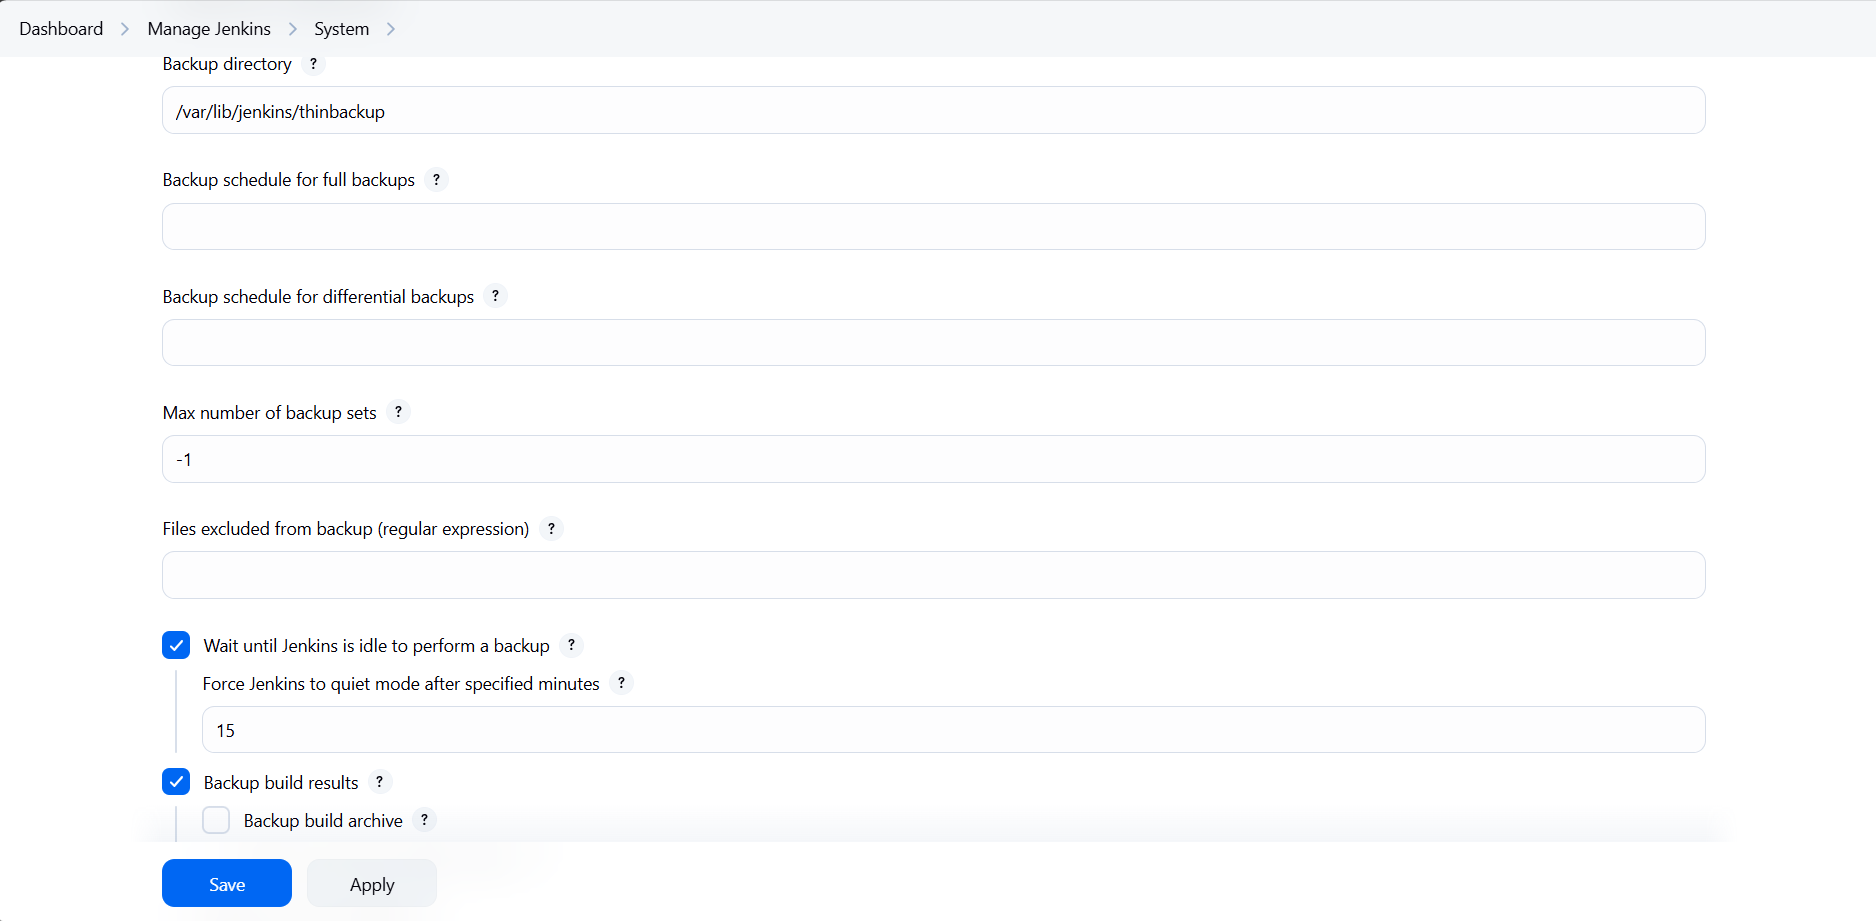 Dashboard > Manage Jenkins > System >
Backup directory ?
/var/lib/jenkins/thinbackup
Backup schedule for full backups ?
Backup schedule for differential backups ?
Max number of backup sets ?
-1
Files excluded from backup (regular expression) ?
Wait until Jenkins is idle to perform a backup ?
Force Jenkins to quiet mode after specified minutes ?
15
Backup build results ?
Backup build archive ?
Save Apply